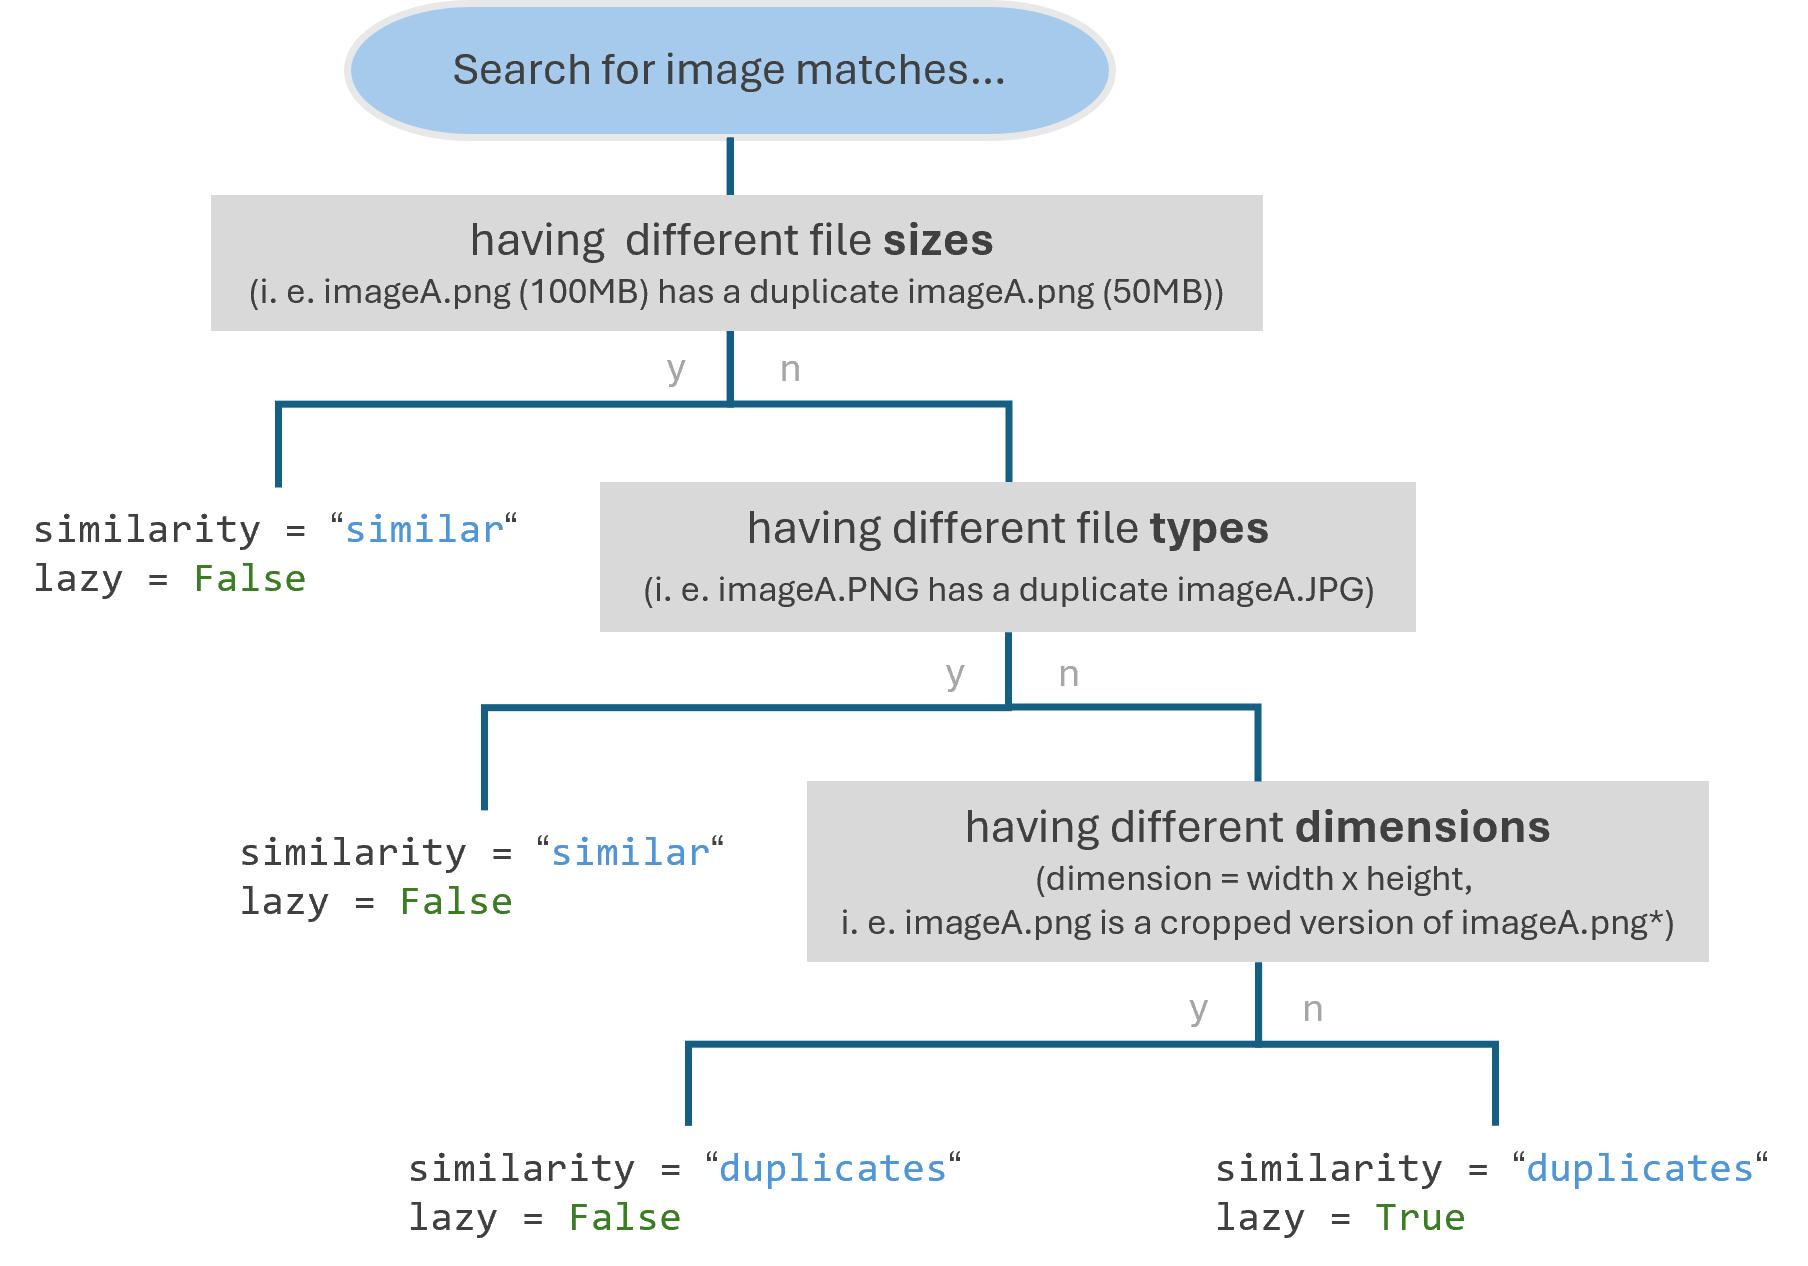 Search for image matches...
having  different file sizes
(i. e. imageA.png (100MB) has a duplicate imageA.png (50MB))
y
n
similarity = “similar“
lazy = False
having different file types
(i. e. imageA.PNG has a duplicate imageA.JPG)
y
n
similarity = “similar“
lazy = False
having different dimensions
(dimension = width x height,
i. e. imageA.png is a cropped version of imageA.png*)
y
n
similarity = “duplicates“
lazy = False
similarity = “duplicates“
lazy = True